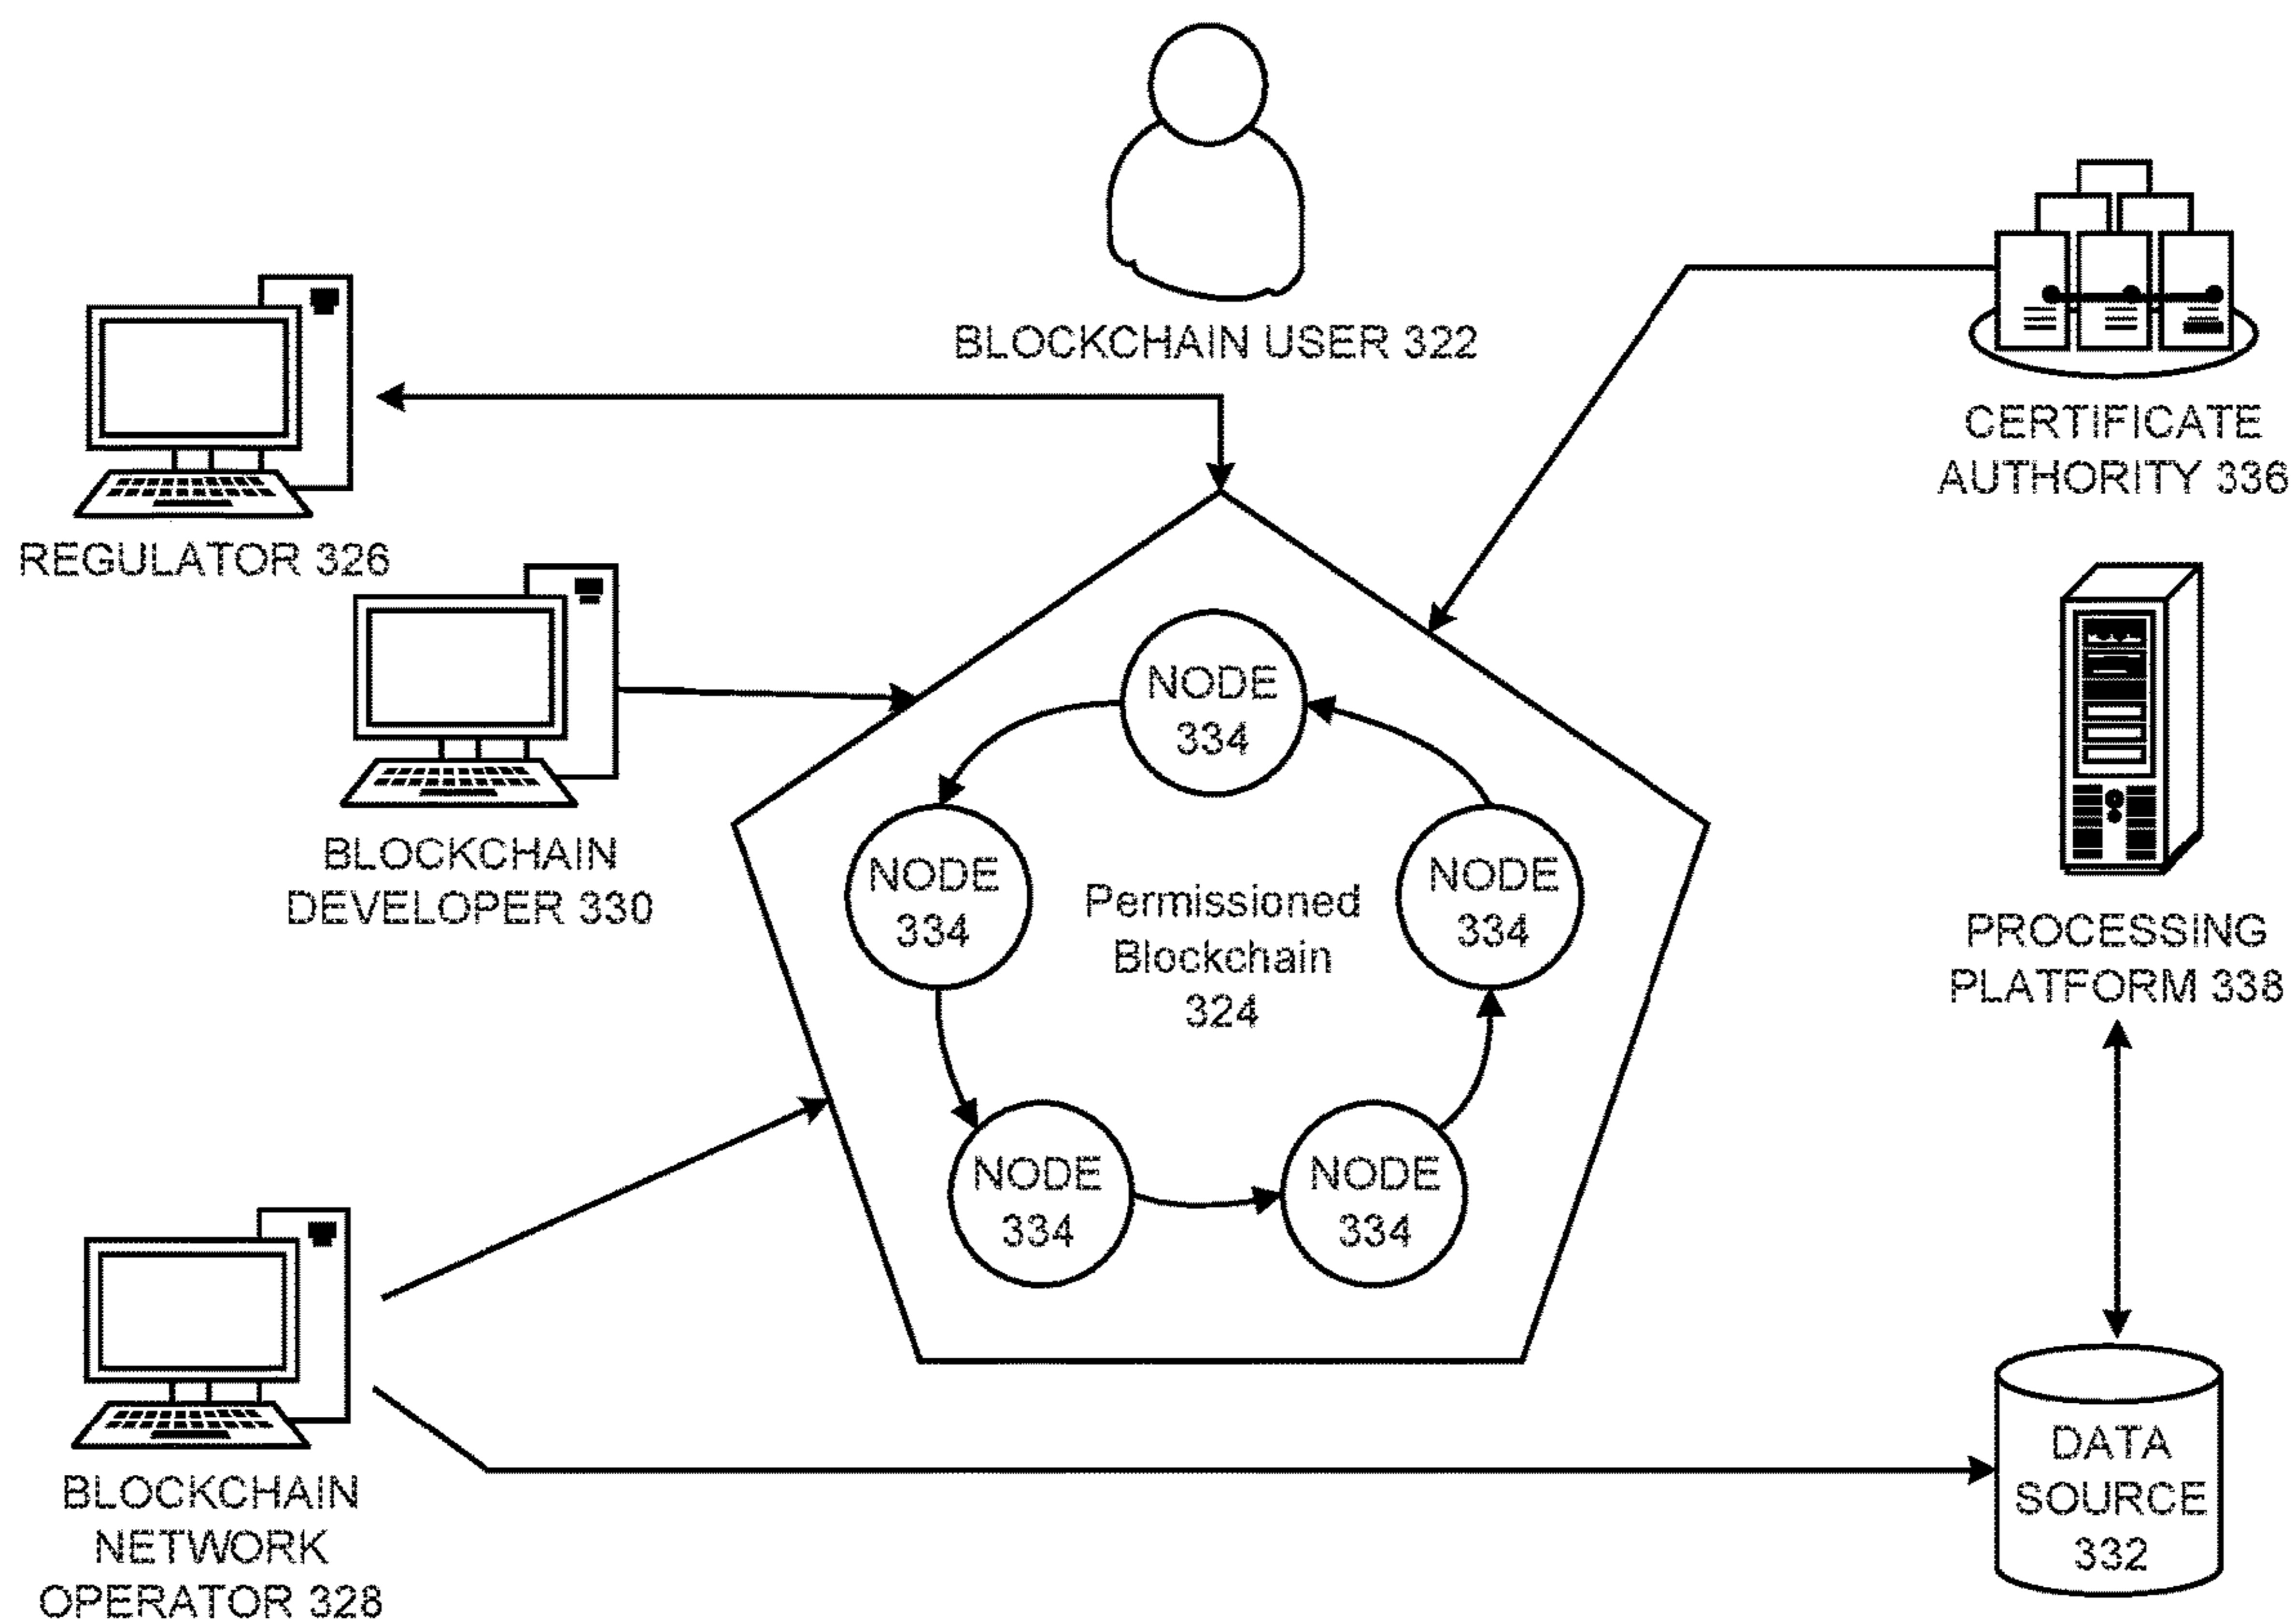 BLOCKCHAIN USER 322
CERTIFICATE
AUTHORITY 336
REGULATOR 326
NODE
334
BLOCKCHAIN
DEVELOPER 330
NODE
334
Permissioned
Blockchain
324
NODE
334
PROCESSING
PLATFORM 338
NODE
334
NODE
334
BLOCKCHAIN
NETWORK
OPERATOR 328
DATA
SOURCE
332